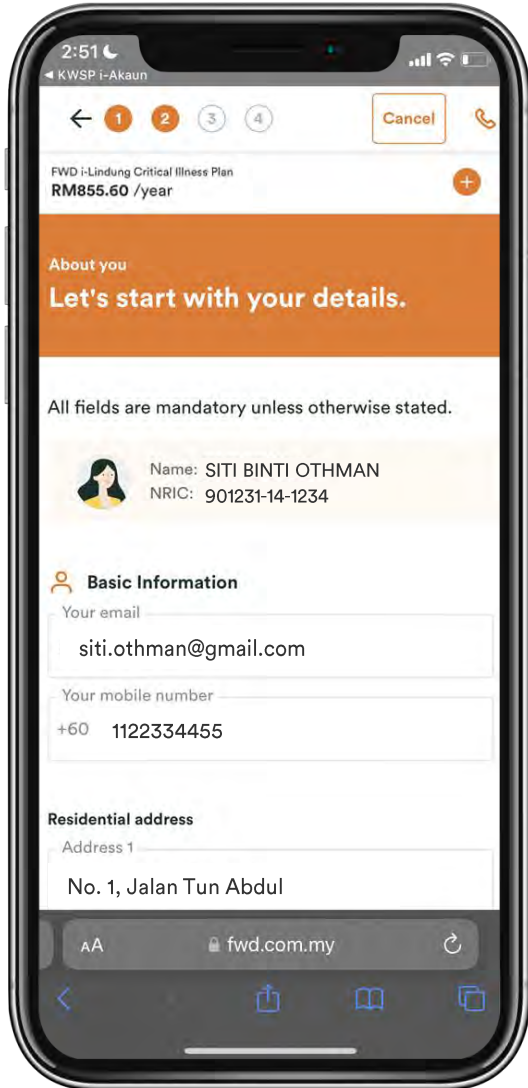 2:51
◀ KWSP i-Akaun
1 2 3 4 Cancel
FWD i-Lindung Critical Illness Plan
RM855.60 /year
About you
Let's start with your details.
All fields are mandatory unless otherwise stated.
Name: SITI BINTI OTHMAN
NRIC: 901231-14-1234
Basic Information
Your email
siti.othman@gmail.com
Your mobile number
+60 1122334455
Residential address
Address 1
No. 1, Jalan Tun Abdul
AA fwd.com.my